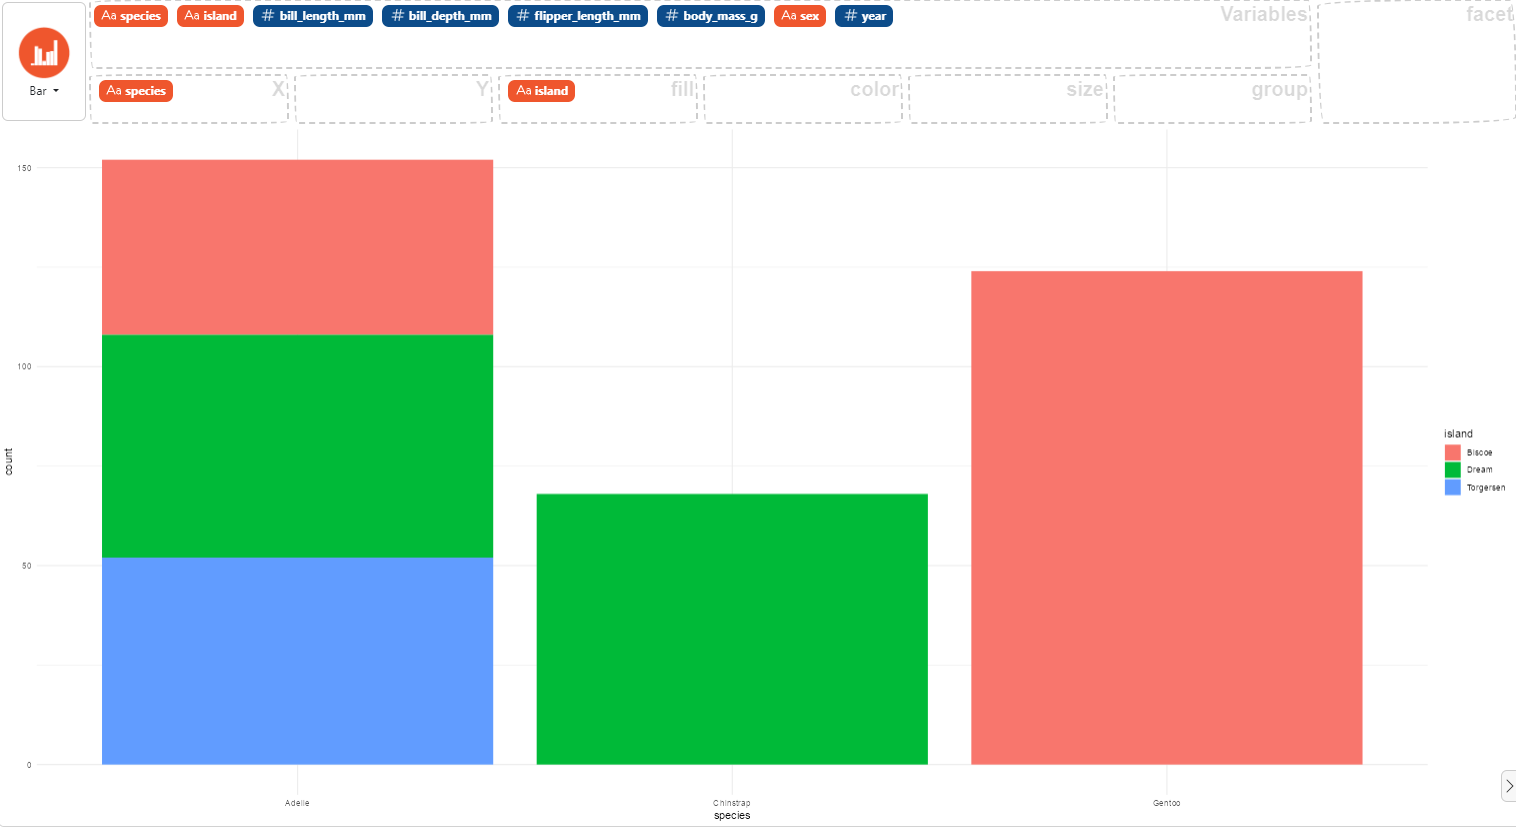 Aa species Aa island # bill_length_mm # bill_depth_mm # flipper_length_mm # body_mass_g Aa sex # year Variables facet
Bar
Aa species X Y Aa island fill color size group
150
100
50
0
count
Adelie Chinstrap Gentoo
species
island
Biscoe
Dream
Torgersen